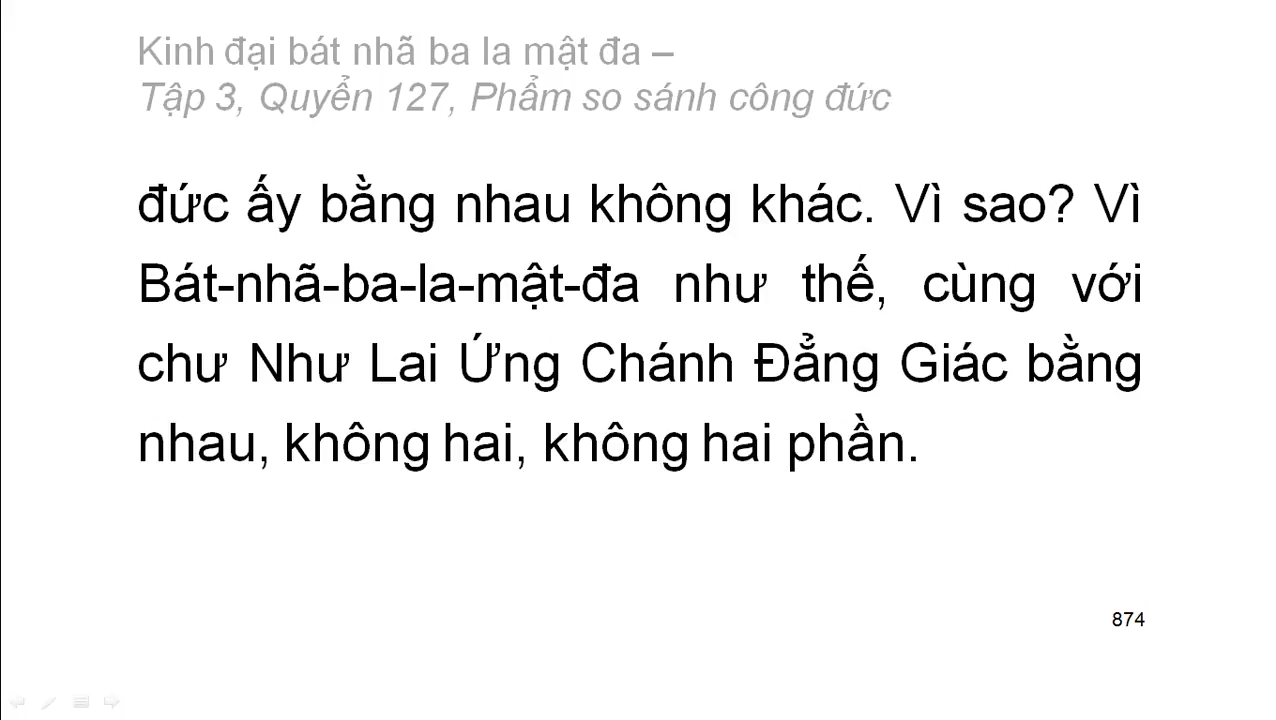 Kinh đại bát nhã ba la mật đa –
Tập 3, Quyển 127, Phẩm so sánh công đức
đức ấy bằng nhau không khác. Vì sao? Vì
Bát-nhã-ba-la-mật-đa như thế, cùng với
chư Như Lai Ứng Chánh Đẳng Giác bằng
nhau, không hai, không hai phần.
874